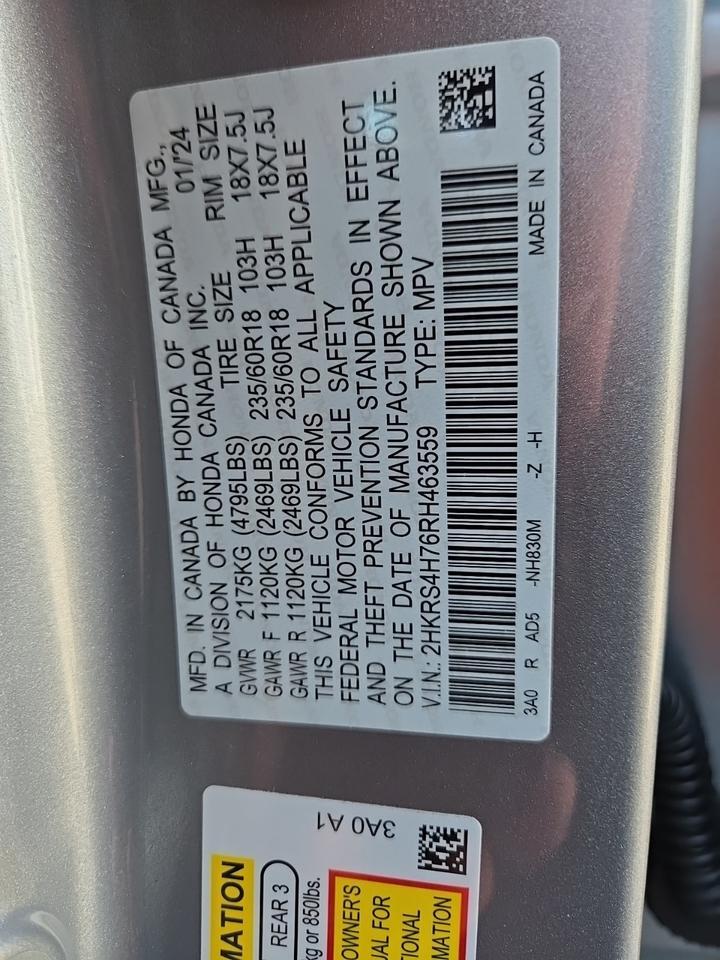 MFD. IN CANADA BY HONDA OF CANADA MFG.,
A DIVISION OF HONDA CANADA INC. 01/'24
GVWR 2175KG (4795LBS) TIRE SIZE RIM SIZE
GAWR F 1120KG (2469LBS) 235/60R18 103H 18X7.5J
GAWR R 1120KG (2469LBS) 235/60R18 103H 18X7.5J
THIS VEHICLE CONFORMS TO ALL APPLICABLE
FEDERAL MOTOR VEHICLE SAFETY
AND THEFT PREVENTION STANDARDS IN EFFECT
ON THE DATE OF MANUFACTURE SHOWN ABOVE.
V.I.N.: 2HKRS4H76RH463559 TYPE: MPV
3A0 R AD5 -NH830M -Z -H MADE IN CANADA
3A0 A1
MATION
REAR 3
kg or 850lbs.
OWNER'S
UAL FOR
TIONAL
MATION